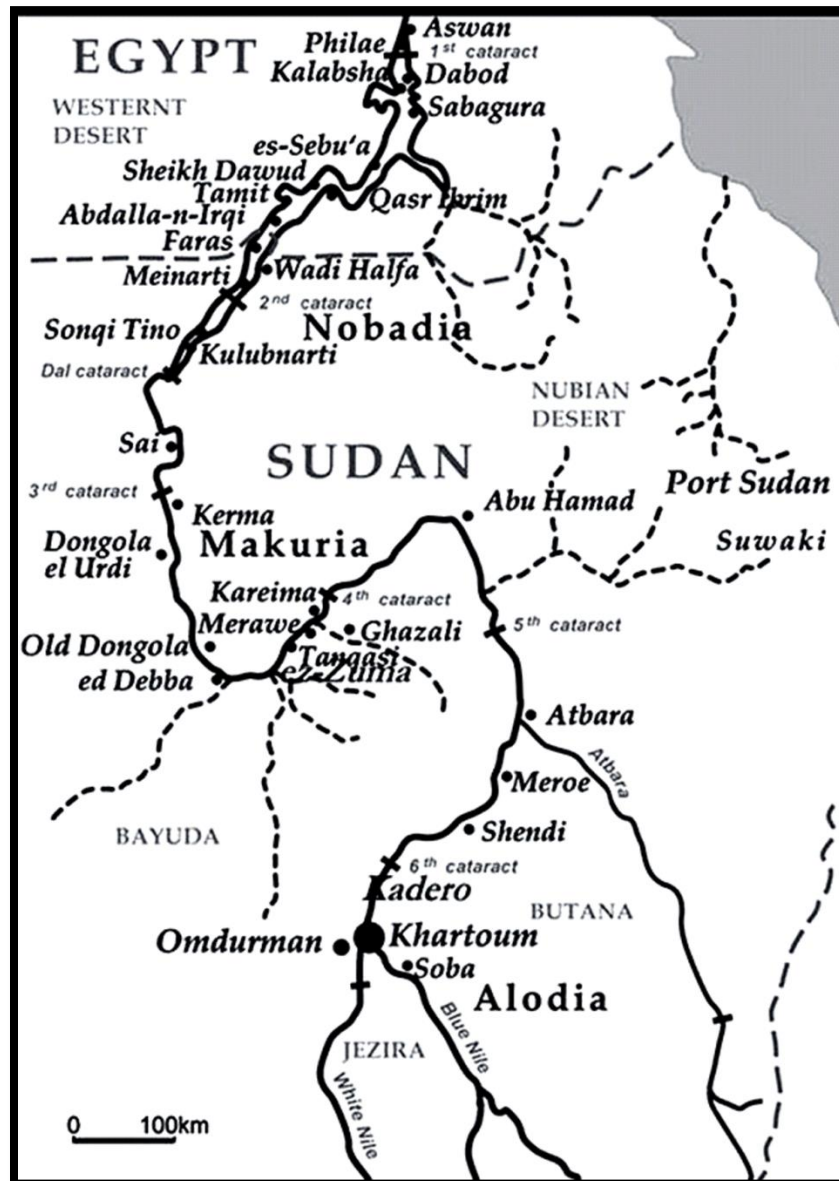 Aswan
Philae
1st cataract
EGYPT
Kalabsha
Dabod
WESTERNT
DESERT
Sabagura
es-Sebu'a
Sheikh Dawud
Tamit
Qasr Ibrim
Abdalla-n-Irqi
Faras
Meinarti
Wadi Halfa
2nd cataract
Sonqi Tino
Nobadia
Kulubnarti
Dal cataract
NUBIAN
DESERT
Sai
SUDAN
3rd cataract
Port Sudan
Abu Hamad
Kerma
Suwaki
Dongola
el Urdi
Makuria
Kareima
4th cataract
Merawe
Ghazali
5th cataract
Old Dongola
Tangasi
ez-Zuma
ed Debba
Atbara
Atbara
Meroe
BAYUDA
Shendi
6th cataract
Kadero
BUTANA
Omdurman
Khartoum
Soba
Alodia
Blue Nile
JEZIRA
White Nile
0 100km